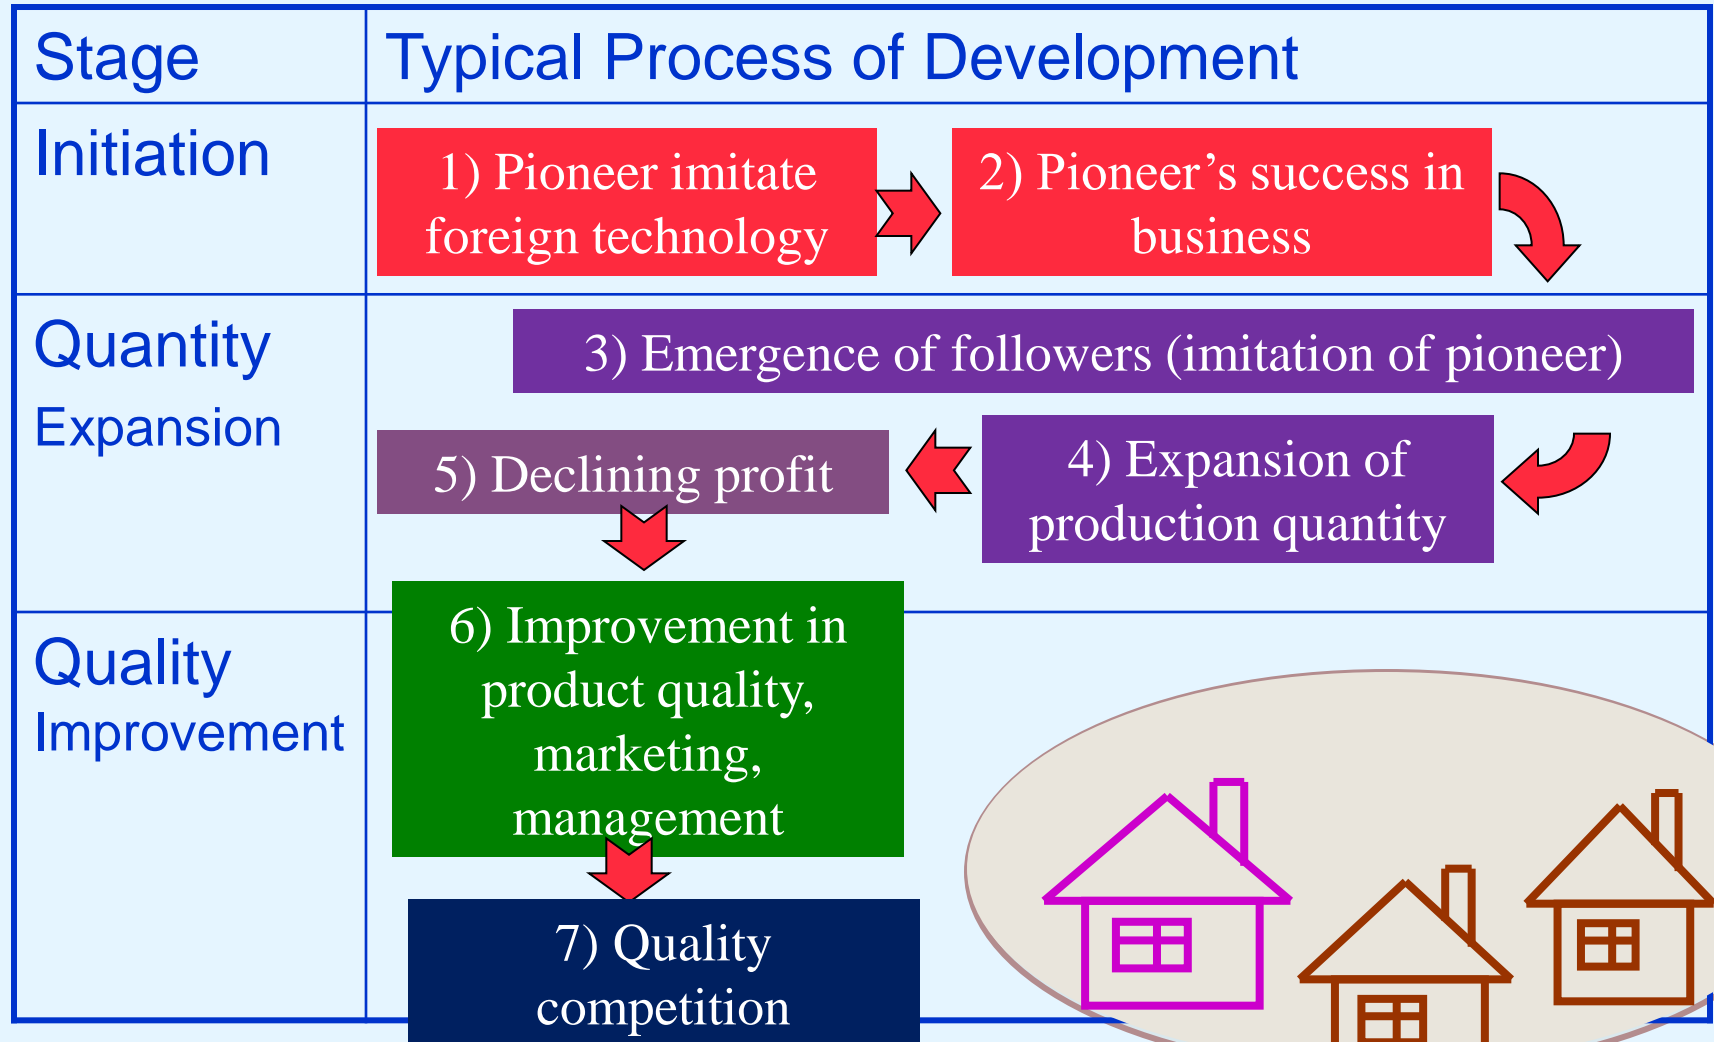 Stage
Typical Process of Development
Initiation
1) Pioneer imitate
foreign technology
2) Pioneer’s success in
business
Quantity
Expansion
3) Emergence of followers (imitation of pioneer)
4) Expansion of
production quantity
5) Declining profit
Quality
Improvement
6) Improvement in
product quality,
marketing,
management
7) Quality
competition